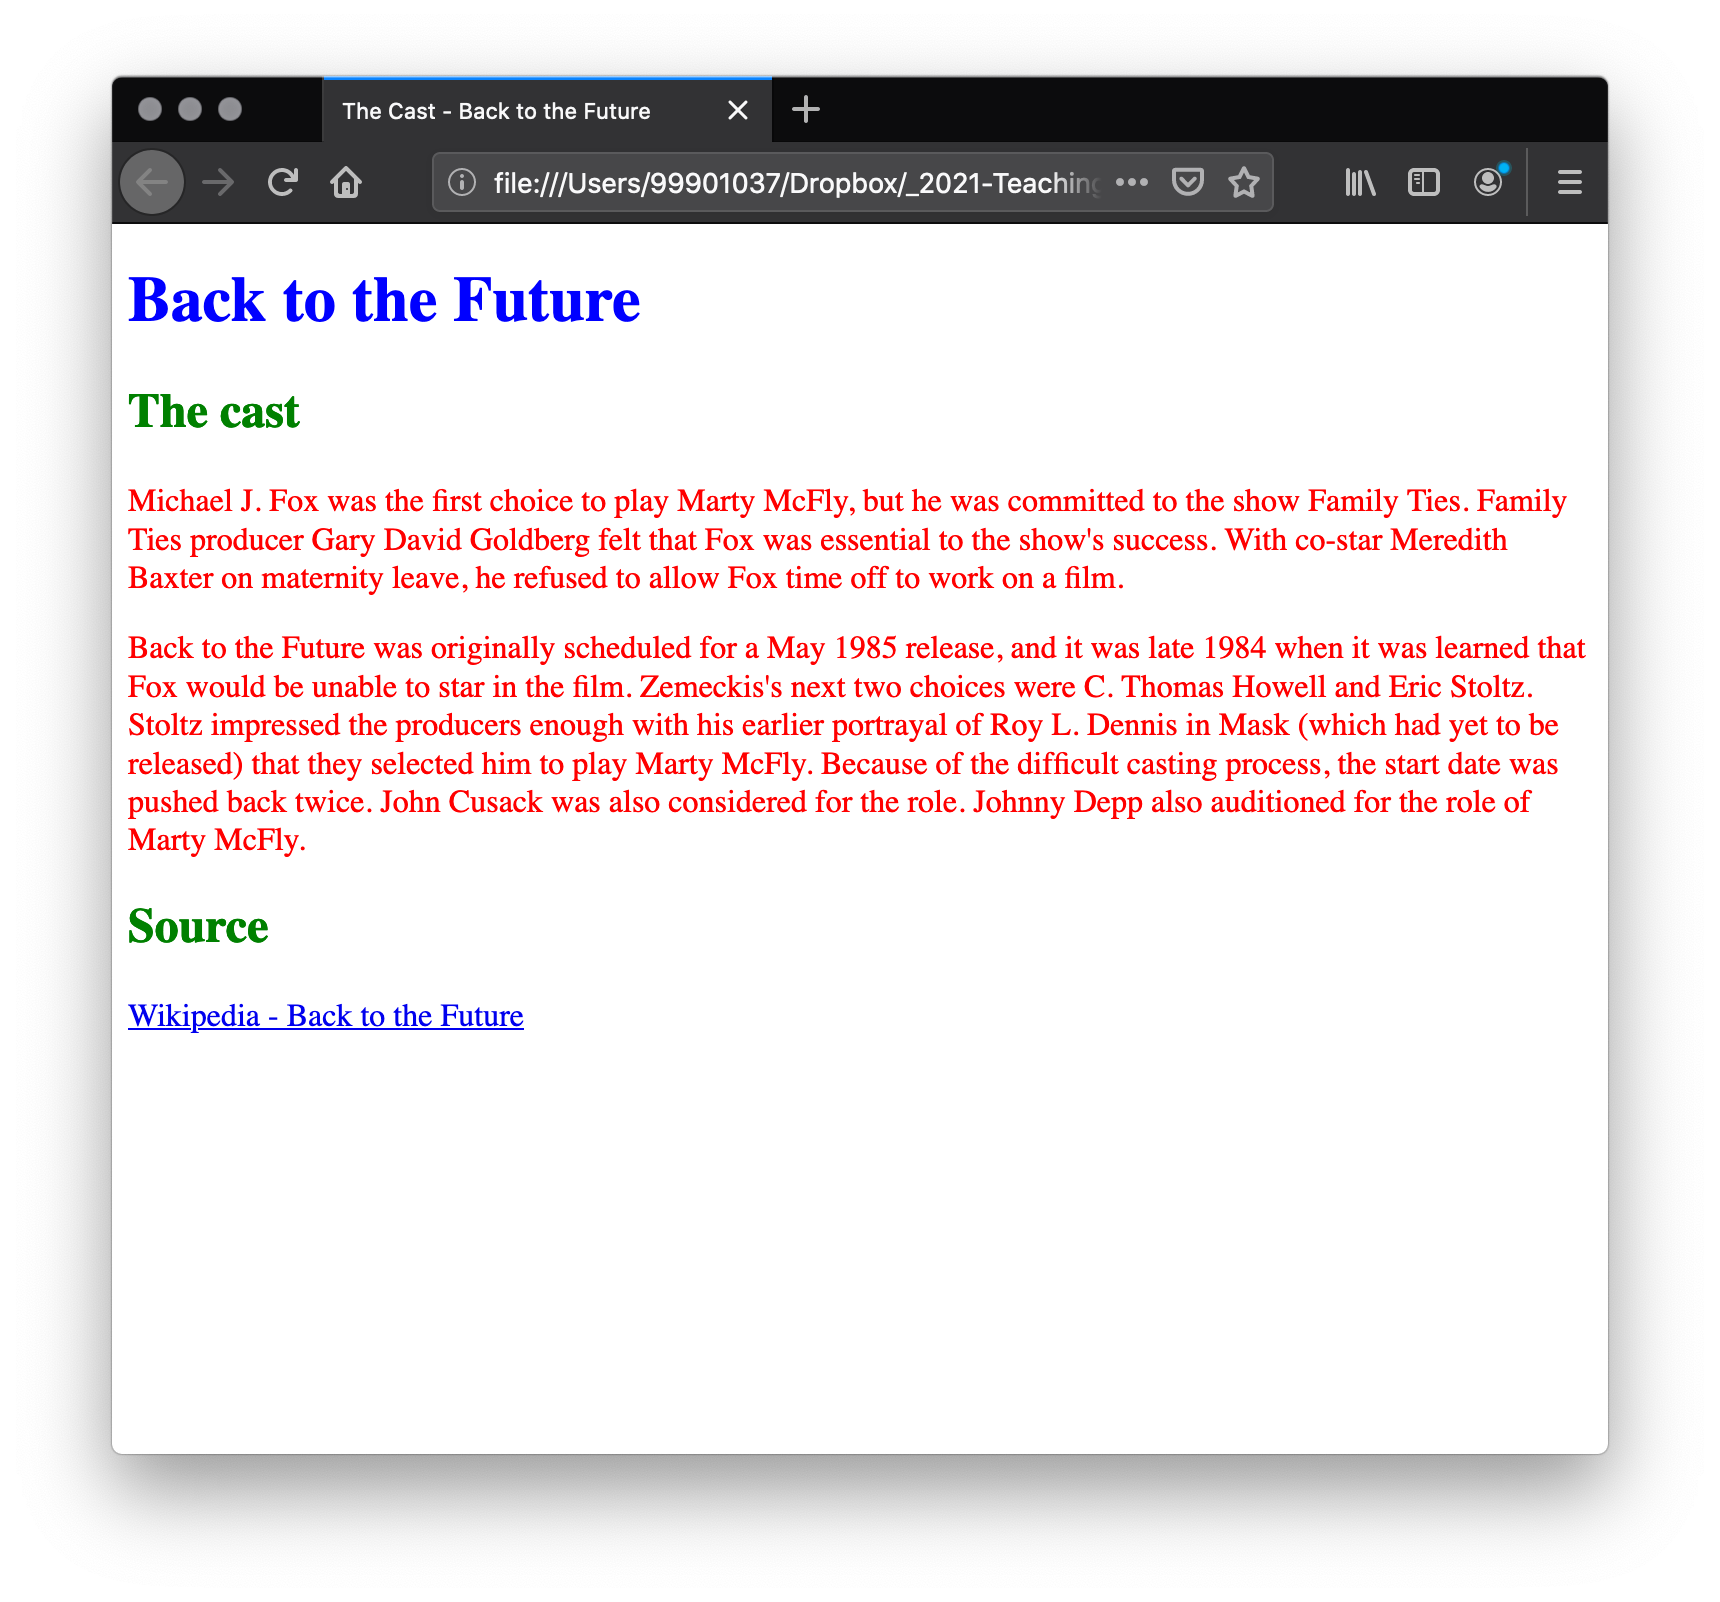 The Cast - Back to the Future
file:///Users/99901037/Dropbox/_2021-Teaching
Back to the Future
The cast
Michael J. Fox was the first choice to play Marty McFly, but he was committed to the show Family Ties. Family
Ties producer Gary David Goldberg felt that Fox was essential to the show's success. With co-star Meredith
Baxter on maternity leave, he refused to allow Fox time off to work on a film.
Back to the Future was originally scheduled for a May 1985 release, and it was late 1984 when it was learned that
Fox would be unable to star in the film. Zemeckis's next two choices were C. Thomas Howell and Eric Stoltz.
Stoltz impressed the producers enough with his earlier portrayal of Roy L. Dennis in Mask (which had yet to be
released) that they selected him to play Marty McFly. Because of the difficult casting process, the start date was
pushed back twice. John Cusack was also considered for the role. Johnny Depp also auditioned for the role of
Marty McFly.
Source
Wikipedia - Back to the Future